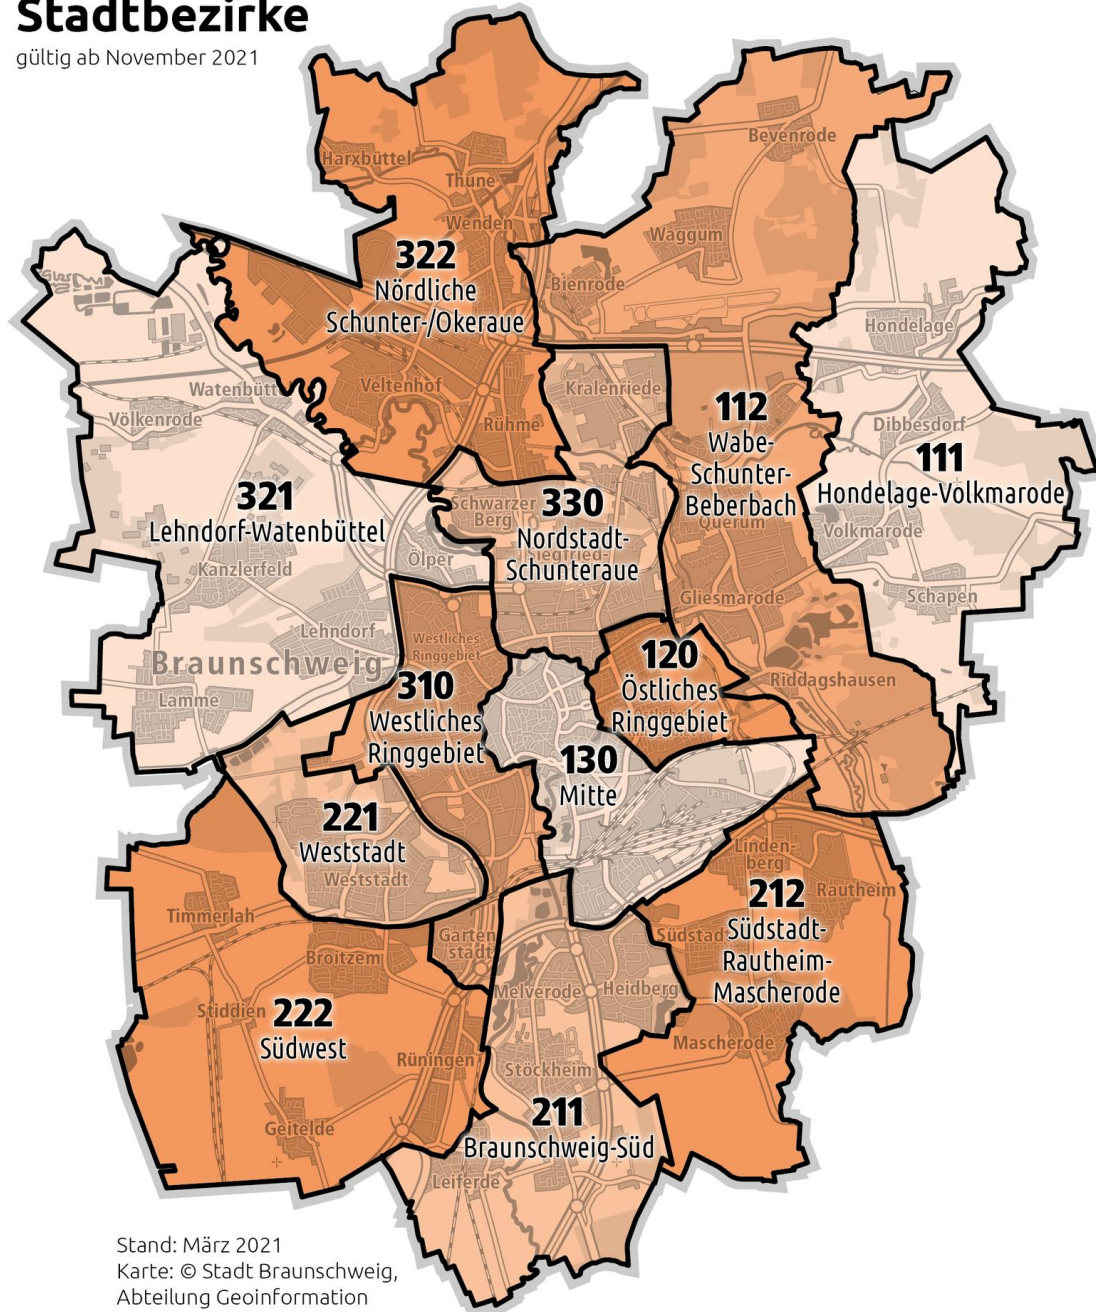 Stadtbezirke
gültig ab November 2021
Bevenrode
Harxbüttel
Thune
Wenden
Waggum
322
Nördliche
Schunter-/Okeraue
Bienrode
Hondelage
Watenbütt
Veltenhof
Kralenriede
Völkenrode
Rühme
112
Wabe-
Schunter-
Beberbach
Dibbesdorf
111
Hondelage-Volkmarode
321
Lehndorf-Watenbüttel
Schwarzer
Berg
330
Nordstadt-
Schunteraue
Siegfried-
Querum
Volkmarode
Ölper
Kanzlerfeld
Gliesmarode
Schapen
Lehndorf
Westliches
Ringgebiet
Braunschweig
120
Östliches
Ringgebiet
Riddagshausen
Lamme
310
Westliches
Ringgebiet
130
Mitte
221
Weststadt
Weststadt
Linden-
berg
212
Südstadt-
Rautheim-
Mascherode
Rautheim
Timmerlah
Garten
stadt
Südstad
Broitzem
Melverode
Heidberg
Stiddien
222
Südwest
Mascherode
Rüningen
Stöckheim
211
Braunschweig-Süd
Geitelde
Leiferde
Stand: März 2021
Karte: © Stadt Braunschweig,
Abteilung Geoinformation